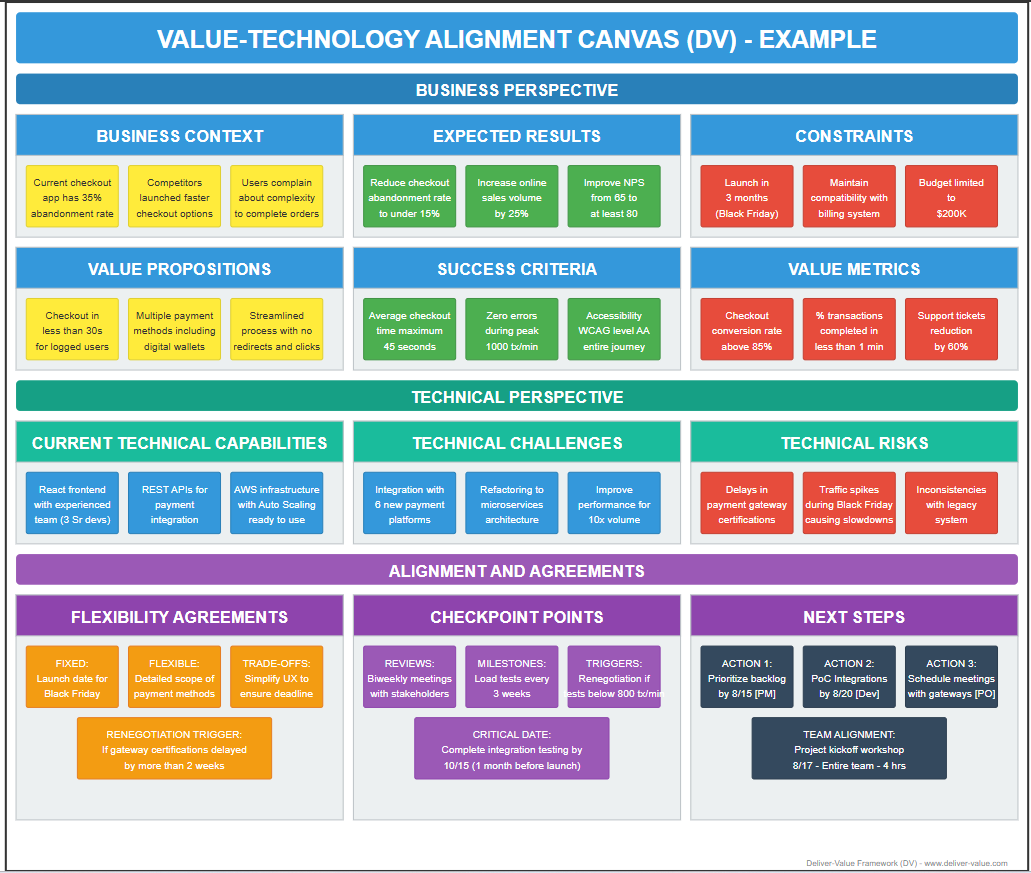 VALUE-TECHNOLOGY ALIGNMENT CANVAS (DV) - EXAMPLE
BUSINESS PERSPECTIVE
BUSINESS CONTEXT
Current checkout
app has 35%
abandonment rate
Competitors
launched faster
checkout options
Users complain
about complexity
to complete orders
EXPECTED RESULTS
Reduce checkout
abandonment rate
to under 15%
Increase online
sales volume
by 25%
Improve NPS
from 65 to
at least 80
CONSTRAINTS
Launch in
3 months
(Black Friday)
Maintain
compatibility with
billing system
Budget limited
to
$200K
VALUE PROPOSITIONS
Checkout in
less than 30s
for logged users
Multiple payment
methods including
digital wallets
Streamlined
process with no
redirects and clicks
SUCCESS CRITERIA
Average checkout
time maximum
45 seconds
Zero errors
during peak
1000 tx/min
Accessibility
WCAG level AA
entire journey
VALUE METRICS
Checkout
conversion rate
above 85%
% transactions
completed in
less than 1 min
Support tickets
reduction
by 60%
TECHNICAL PERSPECTIVE
CURRENT TECHNICAL CAPABILITIES
React frontend
with experienced
team (3 Sr devs)
REST APIs for
payment
integration
AWS infrastructure
with Auto Scaling
ready to use
TECHNICAL CHALLENGES
Integration with
6 new payment
platforms
Refactoring to
microservices
architecture
Improve
performance for
10x volume
TECHNICAL RISKS
Delays in
payment gateway
certifications
Traffic spikes
during Black Friday
causing slowdowns
Inconsistencies
with legacy
system
ALIGNMENT AND AGREEMENTS
FLEXIBILITY AGREEMENTS
FIXED:
Launch date for
Black Friday
FLEXIBLE:
Detailed scope of
payment methods
TRADE-OFFS:
Simplify UX to
ensure deadline
RENEGOTIATION TRIGGER:
If gateway certifications delayed
by more than 2 weeks
CHECKPOINT POINTS
REVIEWS:
Biweekly meetings
with stakeholders
MILESTONES:
Load tests every
3 weeks
TRIGGERS:
Renegotiation if
tests below 800 tx/min
CRITICAL DATE:
Complete integration testing by
10/15 (1 month before launch)
NEXT STEPS
ACTION 1:
Prioritize backlog
by 8/15 [PM]
ACTION 2:
PoC Integrations
by 8/20 [Dev]
ACTION 3:
Schedule meetings
with gateways [PO]
TEAM ALIGNMENT:
Project kickoff workshop
8/17 - Entire team - 4 hrs
Deliver-Value Framework (DV) - www.deliver-value.com